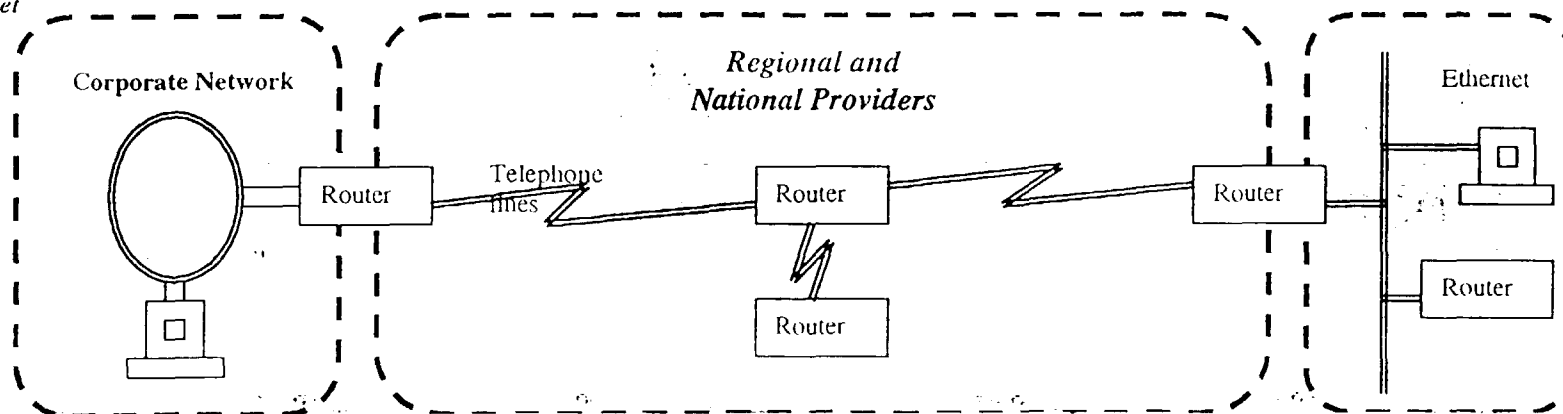 Corporate Network
Regional and
National Providers
Ethernet
Router
Telephone
lines
Router
Router
Router
Router